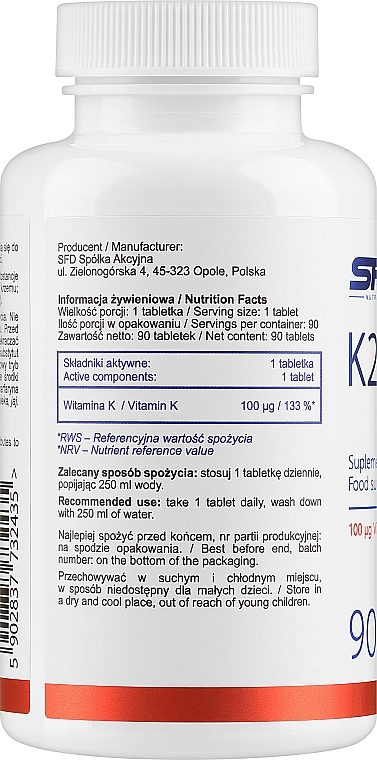 Producent / Manufacturer:
SFD Spółka Akcyjna
ul. Zielonogórska 4, 45-323 Opole, Polska
Informacja żywieniowa / Nutrition Facts
Wielkość porcji: 1 tabletka / Serving size: 1 tablet
Ilość porcji w opakowaniu / Servings per container: 90
Zawartość netto: 90 tabletek / Net content: 90 tablets
Składniki aktywne: 1 tabletka
Active components: 1 tablet
Witamina K / Vitamin K 100 µg / 133 %*
*RWS – Referencyjna wartość spożycia
*NRV – Nutrient reference value
Zalecany sposób spożycia: stosuj 1 tabletkę dziennie,
popijając 250 ml wody.
Recommended use: take 1 tablet daily, wash down
with 250 ml of water.
Najlepiej spożyć przed końcem, nr partii produkcyjnej:
na spodzie opakowania. / Best before end, batch
number: on the bottom of the packaging.
Przechowywać w suchym i chłodnym miejscu,
w sposób niedostępny dla małych dzieci. / Store in
a dry and cool place, out of reach of young children.
5 902837 732435 >
SF
K2
Food su
100 µg
90